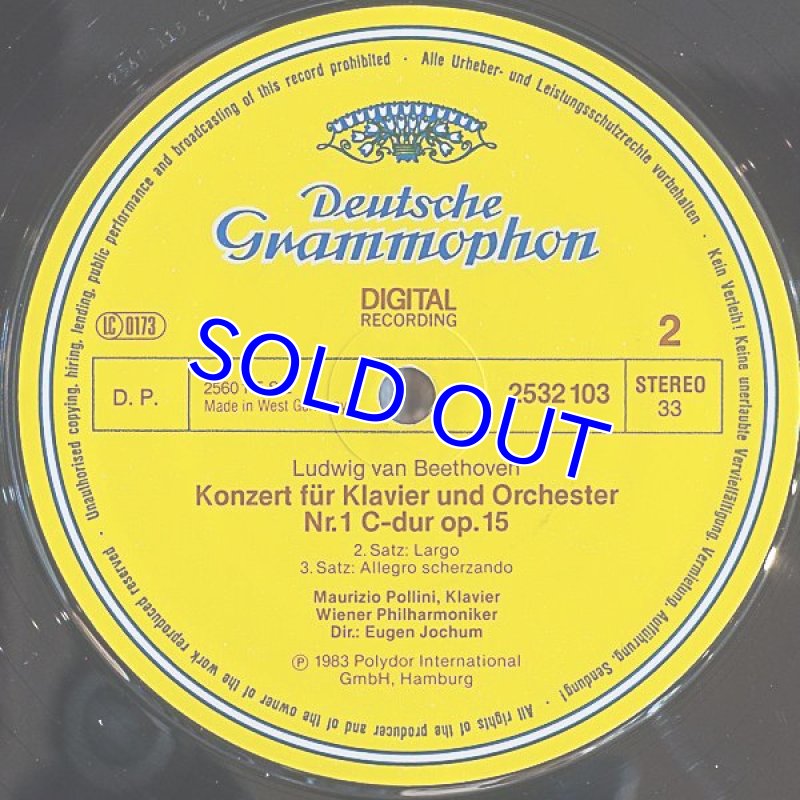 Unauthorised copying, hiring, lending, public performance and broadcasting of this record prohibited · Alle Urheber- und Leistungsschutzrechte vorbehalten · Kein Verleih! Keine unerlaubte Vervielfältigung, Vermietung, Aufführung, Sendung! · All rights of the producer and of the owner of the work reproduced reserved ·
Deutsche
Grammophon
DIGITAL
RECORDING
LC 0173
2
SOLD OUT
D. P.
2560
Made in West
2532 103
STEREO
33
Ludwig van Beethoven
Konzert für Klavier und Orchester
Nr. 1 C-dur op. 15
2. Satz: Largo
3. Satz: Allegro scherzando
Maurizio Pollini, Klavier
Wiener Philharmoniker
Dir.: Eugen Jochum
℗ 1983 Polydor International
GmbH, Hamburg